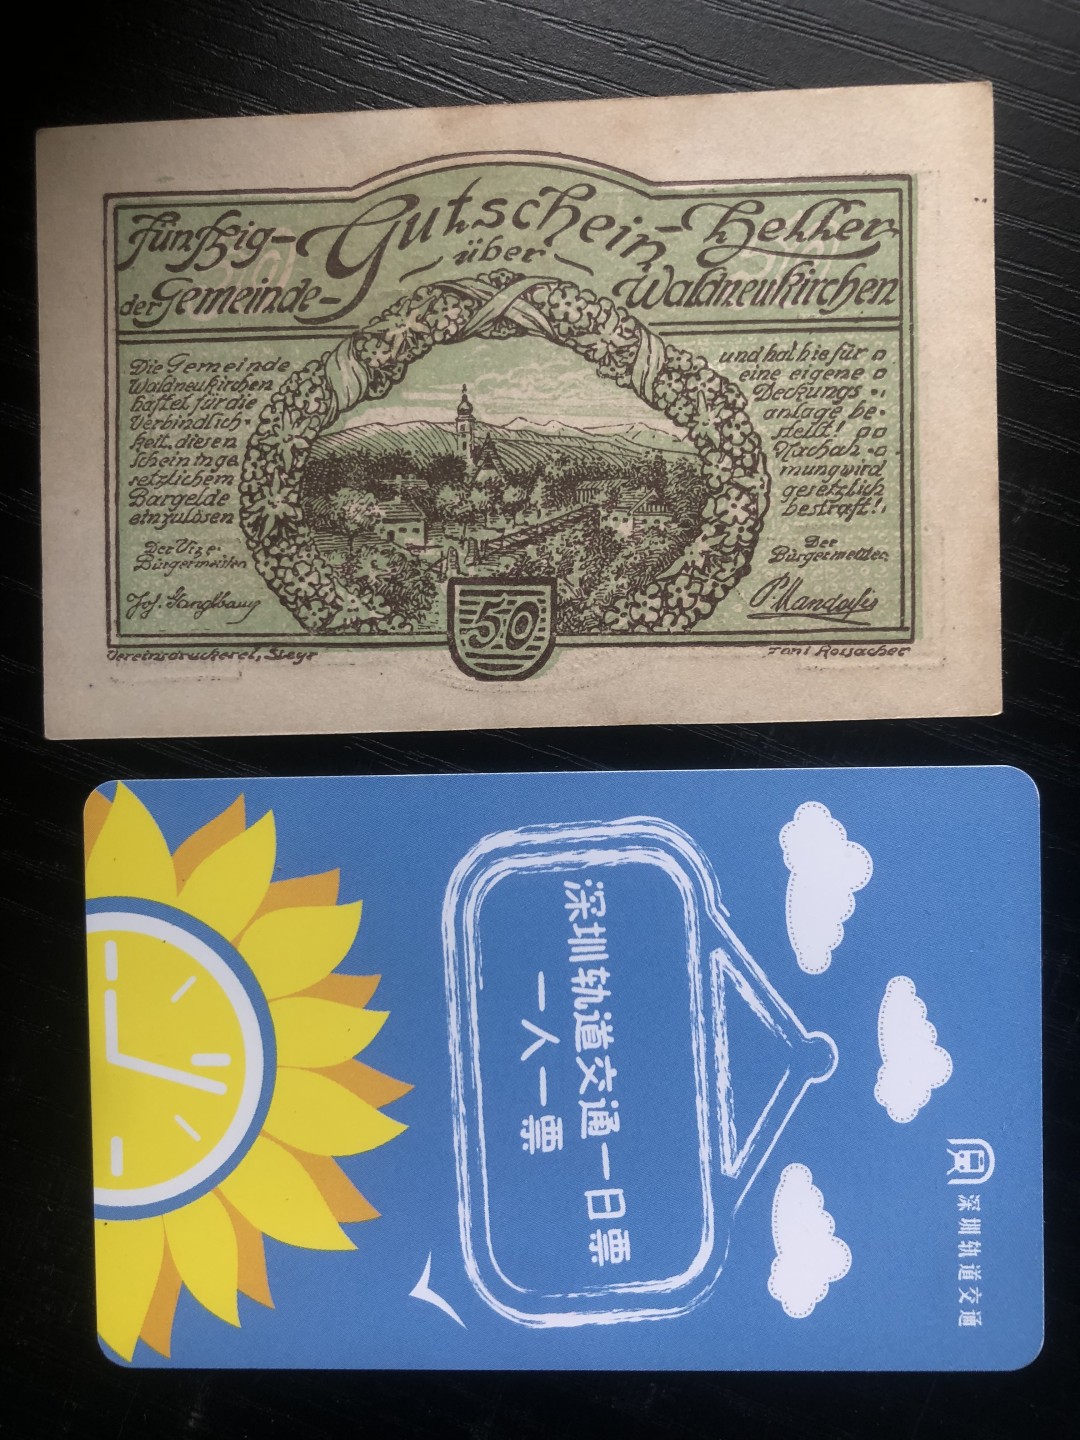 Gutschein
Fünfzig-
über
Heller
der Gemeinde-
Waldneukirchen
Die Gemeinde
Waldneukirchen
haftet für die
Verbindlich-
keit, diesen
Schein in ge
setzlichem
Bargelde
einzulösen
Der Vize-
Bürgermeister
Jos. Ganglbauer
und hat hiefür
eine eigene
Deckungs
anlage be-
stellt!
Nachah-
mung wird
gesetzlich
bestraft!
Der
Bürgermeister
50
Vereinsdruckerei, Steyr
Toni Rossacher
深圳轨道交通一日票
一人一票
深圳轨道交通